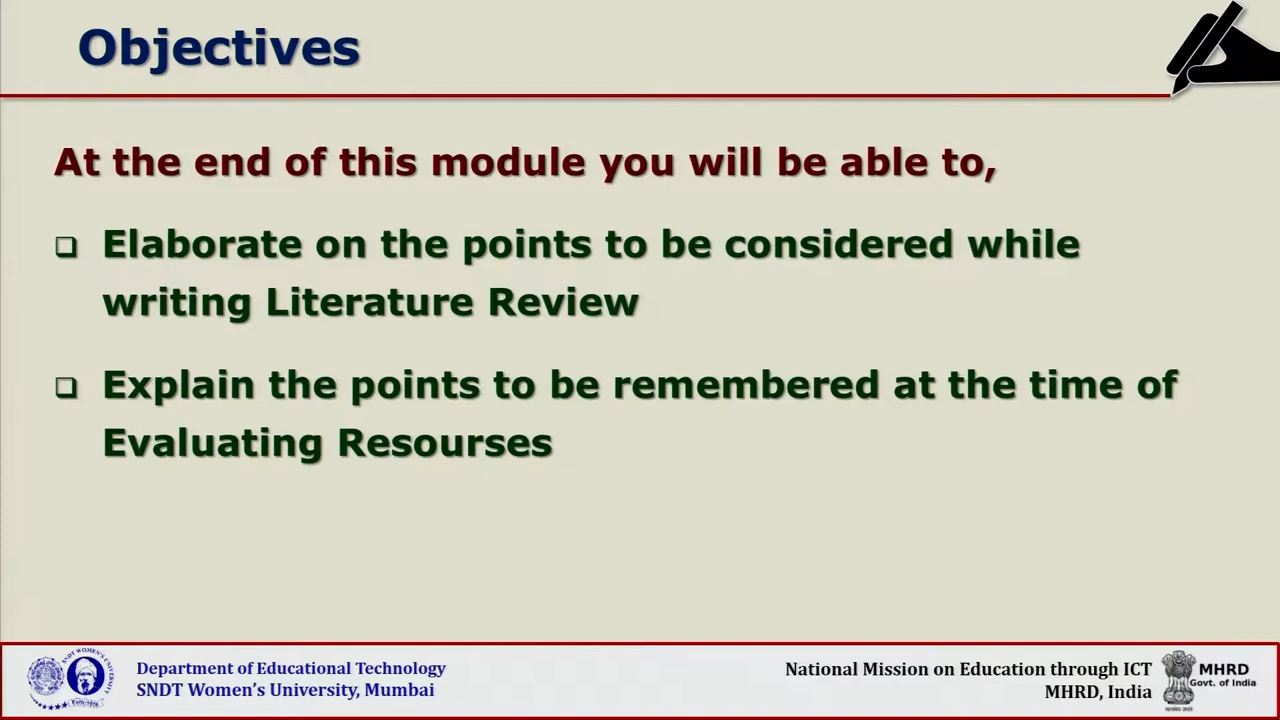 Objectives
At the end of this module you will be able to,
Elaborate on the points to be considered while
writing Literature Review
Explain the points to be remembered at the time of
Evaluating Resourses
Department of Educational Technology
SNDT Women's University, Mumbai
National Mission on Education through ICT
MHRD, India
MHRD
Govt. of India